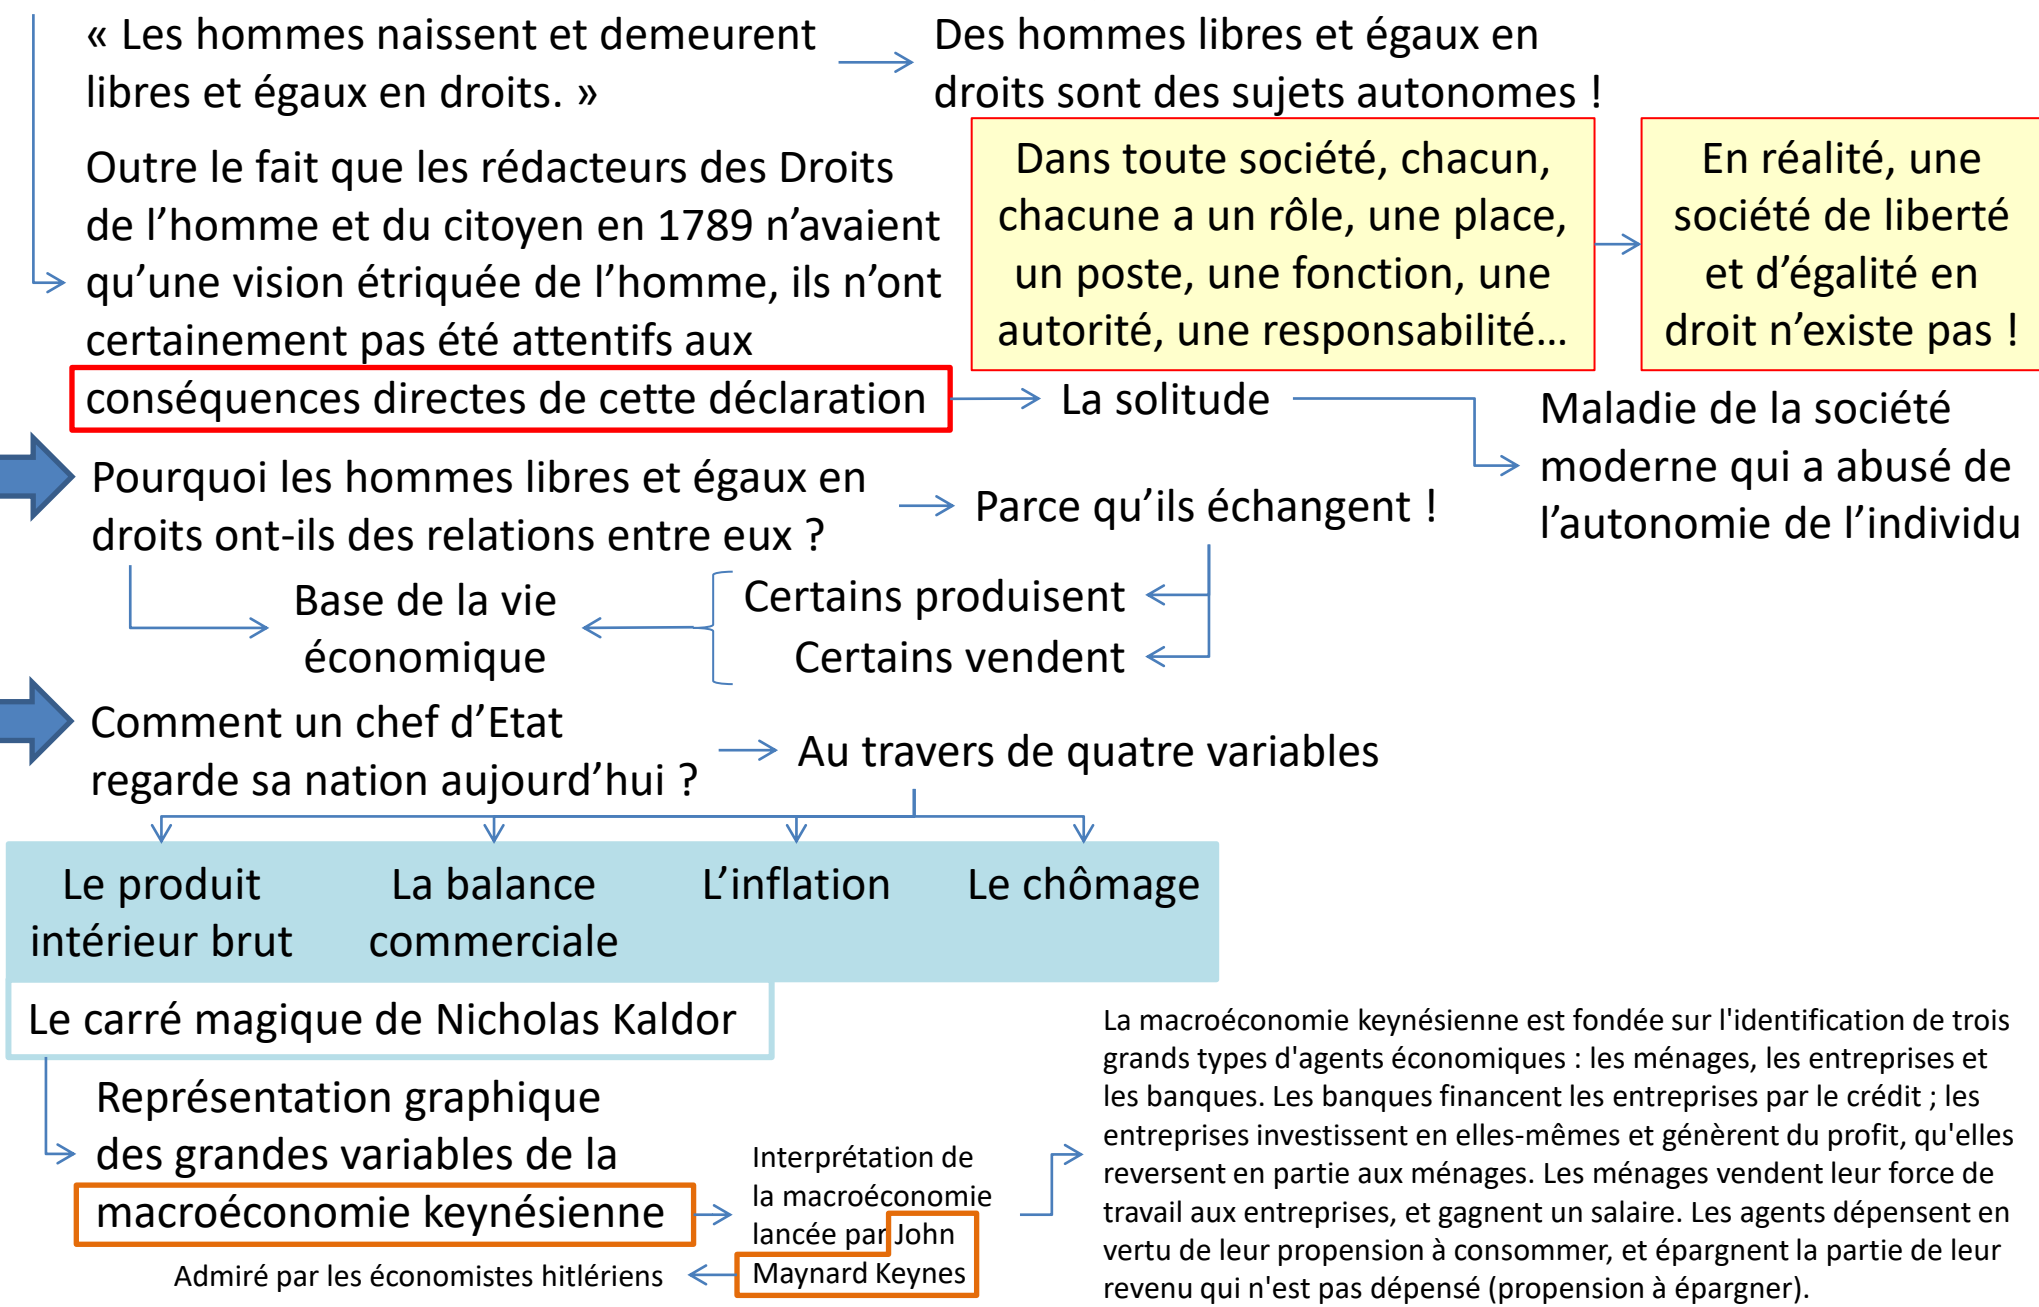 « Les hommes naissent et demeurent
libres et égaux en droits. »
Des hommes libres et égaux en
droits sont des sujets autonomes !
Outre le fait que les rédacteurs des Droits
de l’homme et du citoyen en 1789 n’avaient
qu’une vision étriquée de l’homme, ils n’ont
certainement pas été attentifs aux
conséquences directes de cette déclaration
Dans toute société, chacun,
chacune a un rôle, une place,
un poste, une fonction, une
autorité, une responsabilité…
En réalité, une
société de liberté
et d’égalité en
droit n’existe pas !
La solitude
Maladie de la société
moderne qui a abusé de
l’autonomie de l’individu
Pourquoi les hommes libres et égaux en
droits ont-ils des relations entre eux ?
Parce qu’ils échangent !
Certains produisent
Certains vendent
Base de la vie
économique
Comment un chef d’Etat
regarde sa nation aujourd’hui ?
Au travers de quatre variables
Le produit
intérieur brut
La balance
commerciale
L’inflation
Le chômage
Le carré magique de Nicholas Kaldor
Représentation graphique
des grandes variables de la
macroéconomie keynésienne
Interprétation de
la macroéconomie
lancée par John
Maynard Keynes
Admiré par les économistes hitlériens
La macroéconomie keynésienne est fondée sur l'identification de trois
grands types d'agents économiques : les ménages, les entreprises et
les banques. Les banques financent les entreprises par le crédit ; les
entreprises investissent en elles-mêmes et génèrent du profit, qu'elles
reversent en partie aux ménages. Les ménages vendent leur force de
travail aux entreprises, et gagnent un salaire. Les agents dépensent en
vertu de leur propension à consommer, et épargnent la partie de leur
revenu qui n'est pas dépensé (propension à épargner).